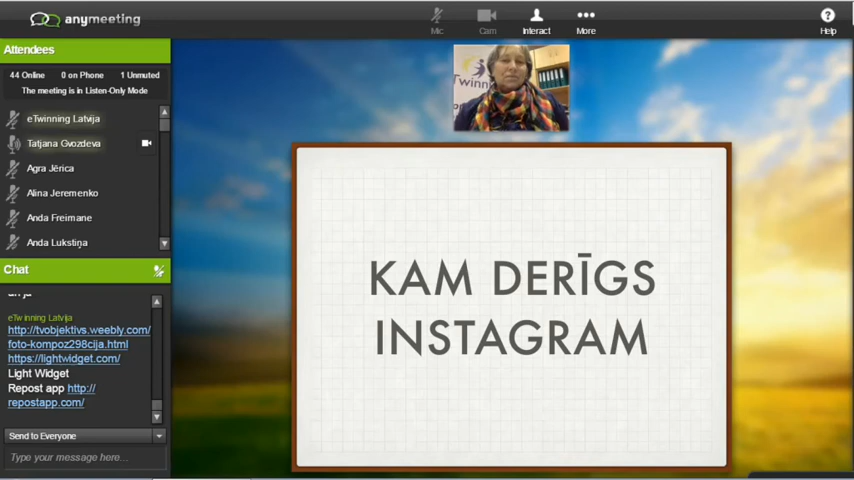 anymeeting
Mic
Cam
Interact
More
Help
Attendees
44 Online
0 on Phone
1 Unmuted
The meeting is in Listen-Only Mode
eTwinning Latvija
Tatjana Gvozdeva
Agra Jērica
Alina Jeremenko
Anda Freimane
Anda Lukstiņa
Chat
eTwinning Latvija
http://tvobjektivs.weebly.com/
foto-kompoz298cija.html
https://lightwidget.com/
Light Widget
Repost app http://
repostapp.com/
Send to Everyone
Type your message here...
KAM DERĪGS
INSTAGRAM